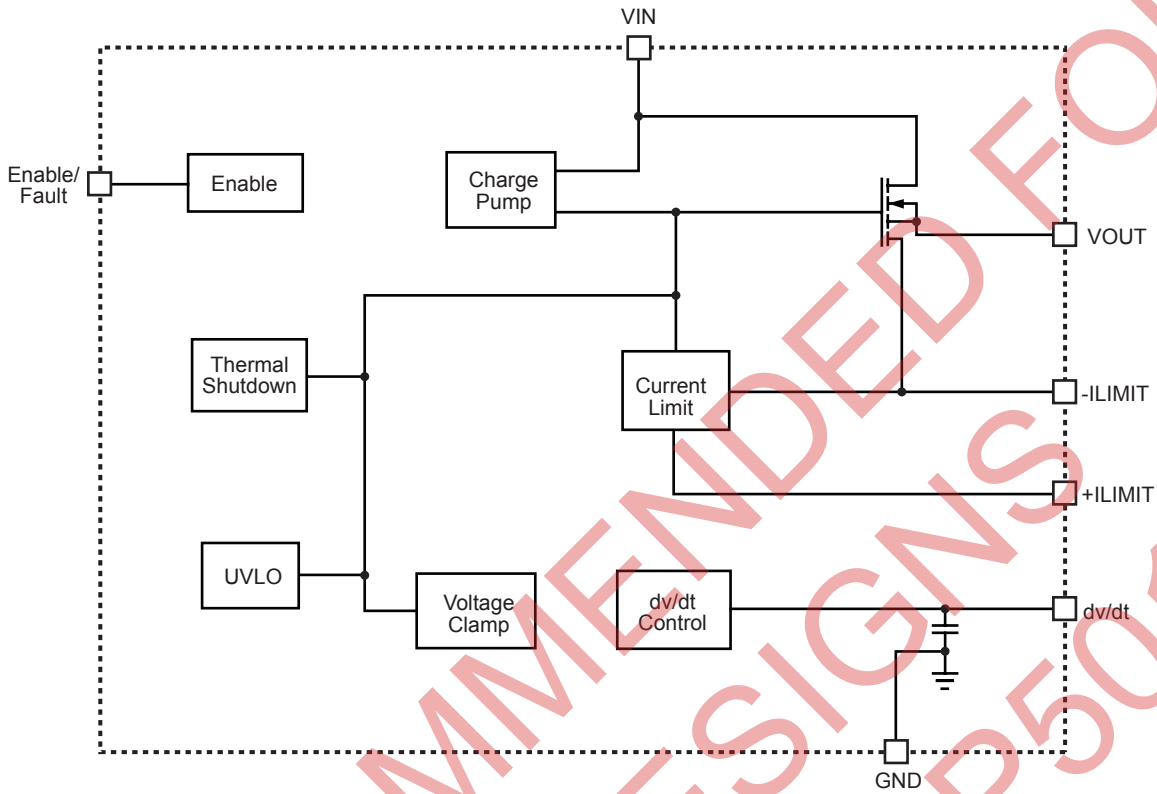 VIN
Enable/
Fault
Enable
Charge
Pump
VOUT
Thermal
Shutdown
Current
Limit
-ILIMIT
+ILIMIT
UVLO
Voltage
Clamp
dv/dt
Control
dv/dt
GND
MMENDED FO
ESIGNS